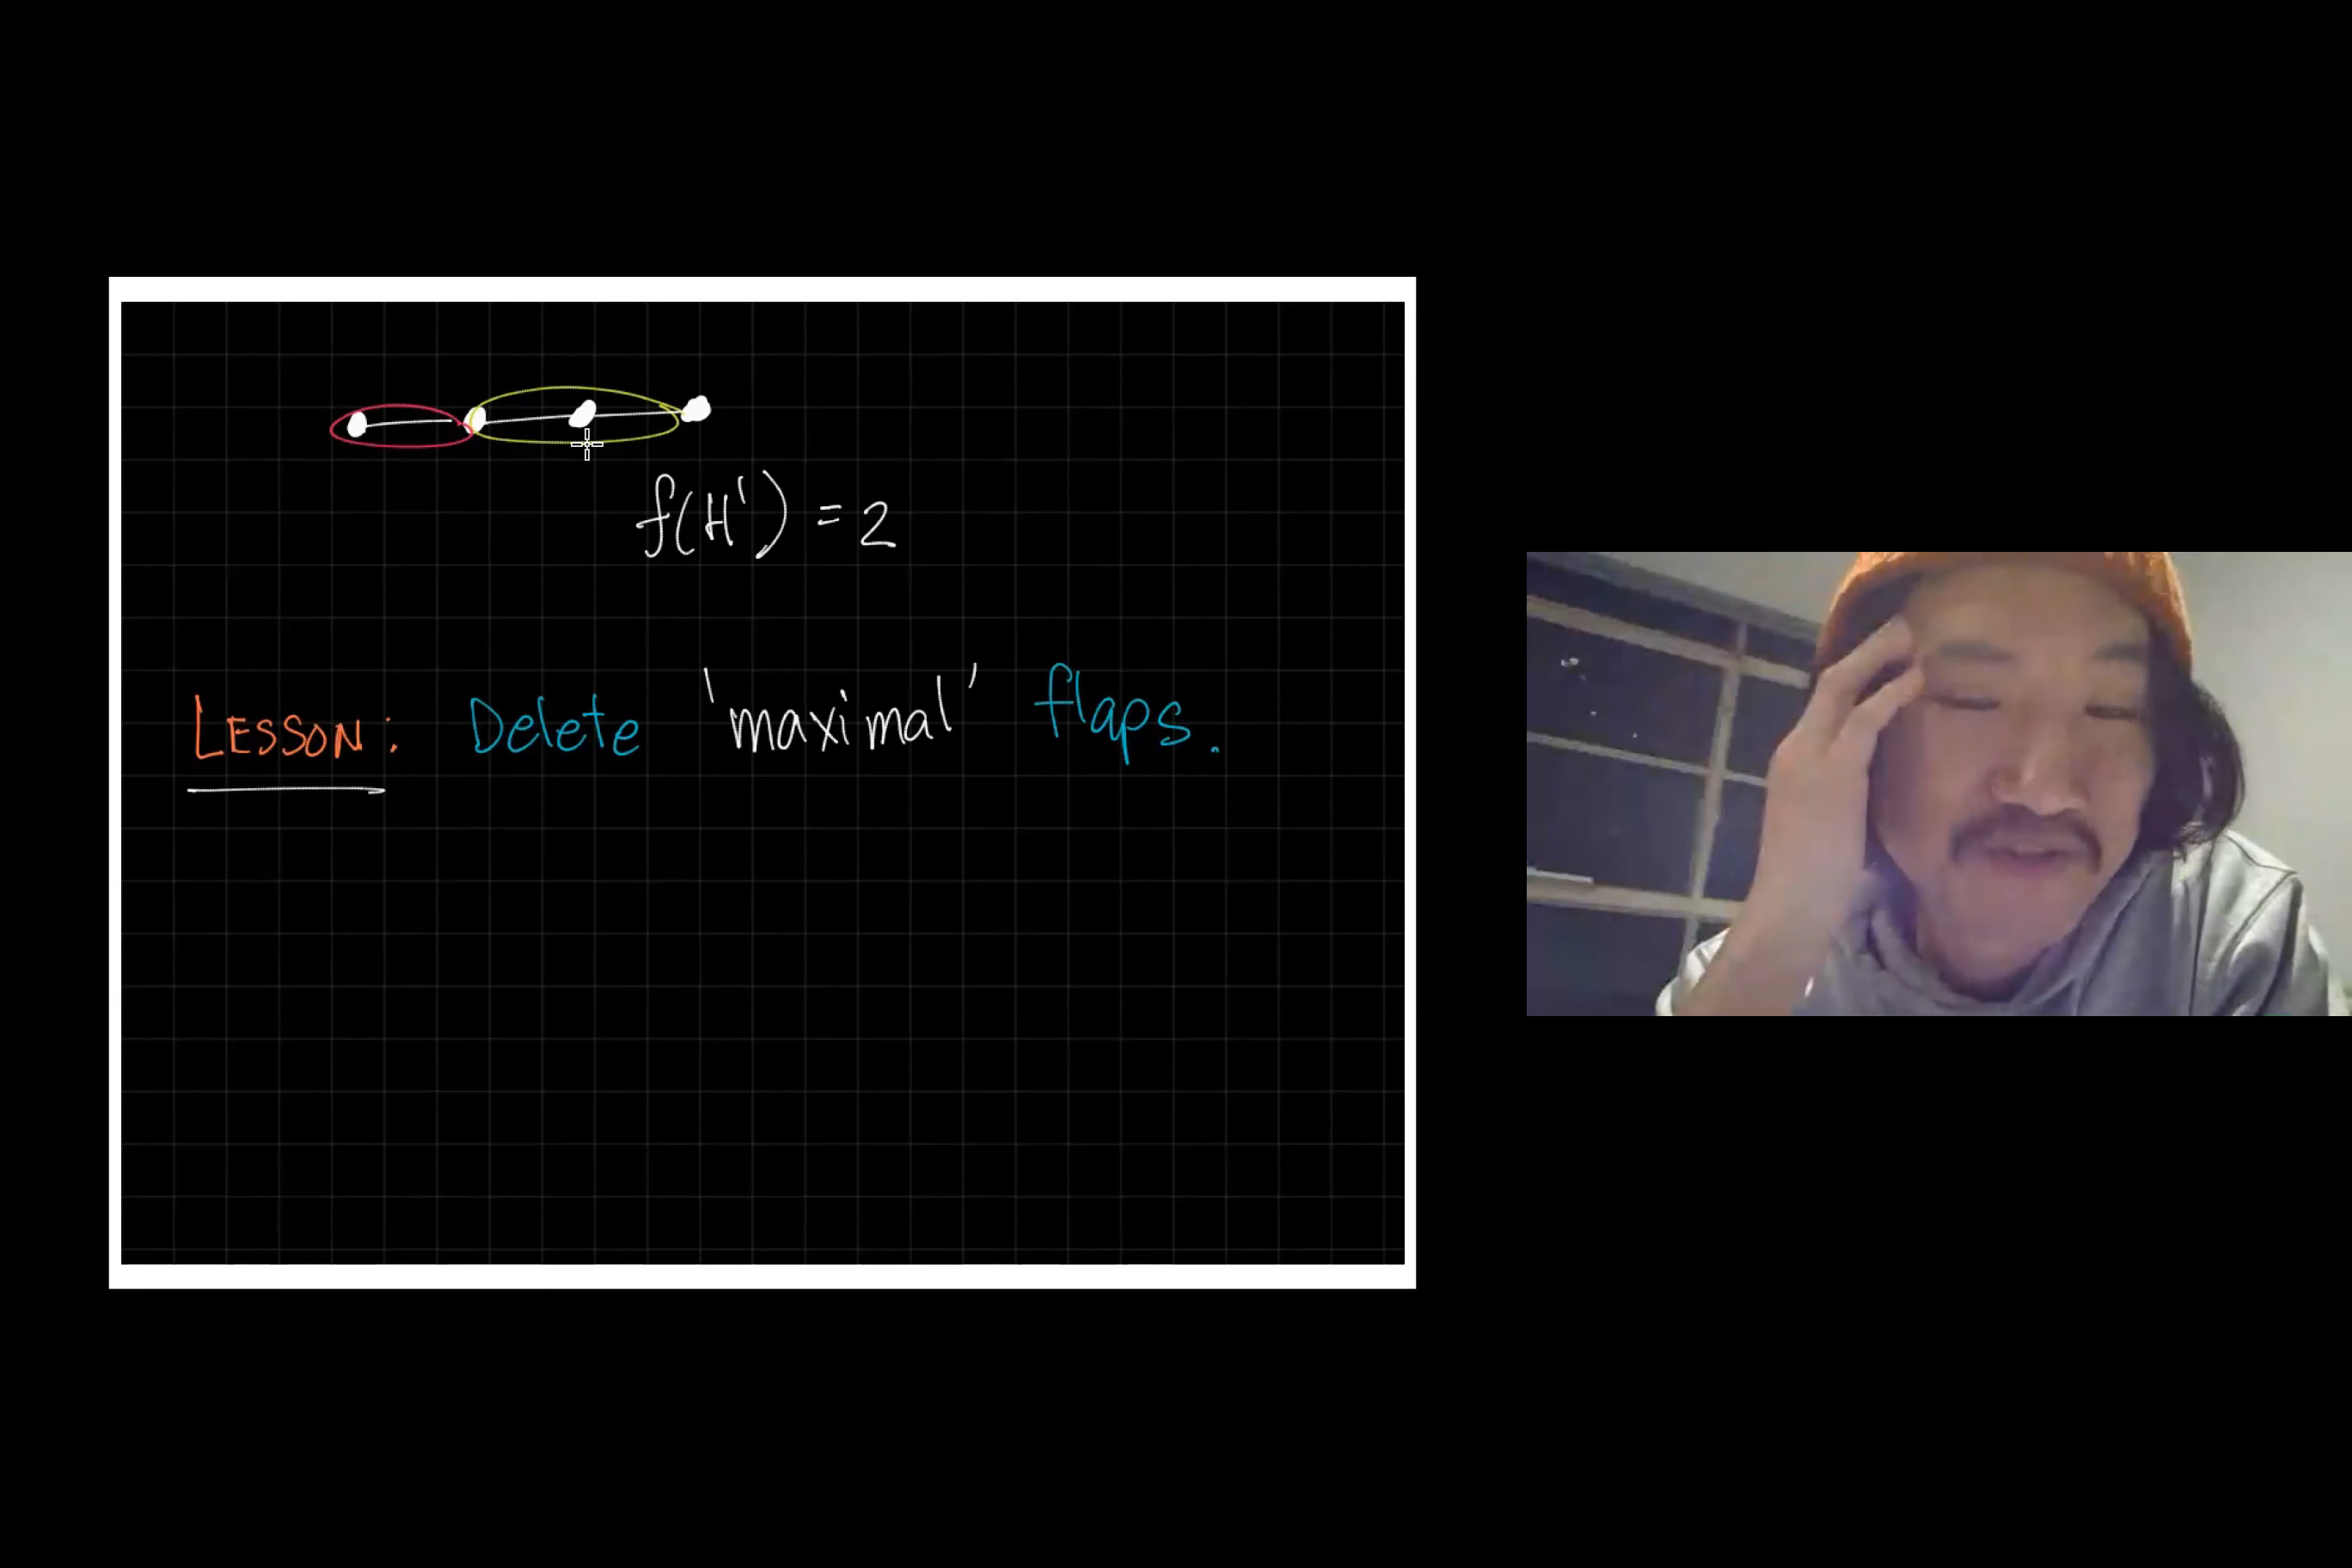 f(H') = 2
LESSON: Delete 'maximal' flaps.